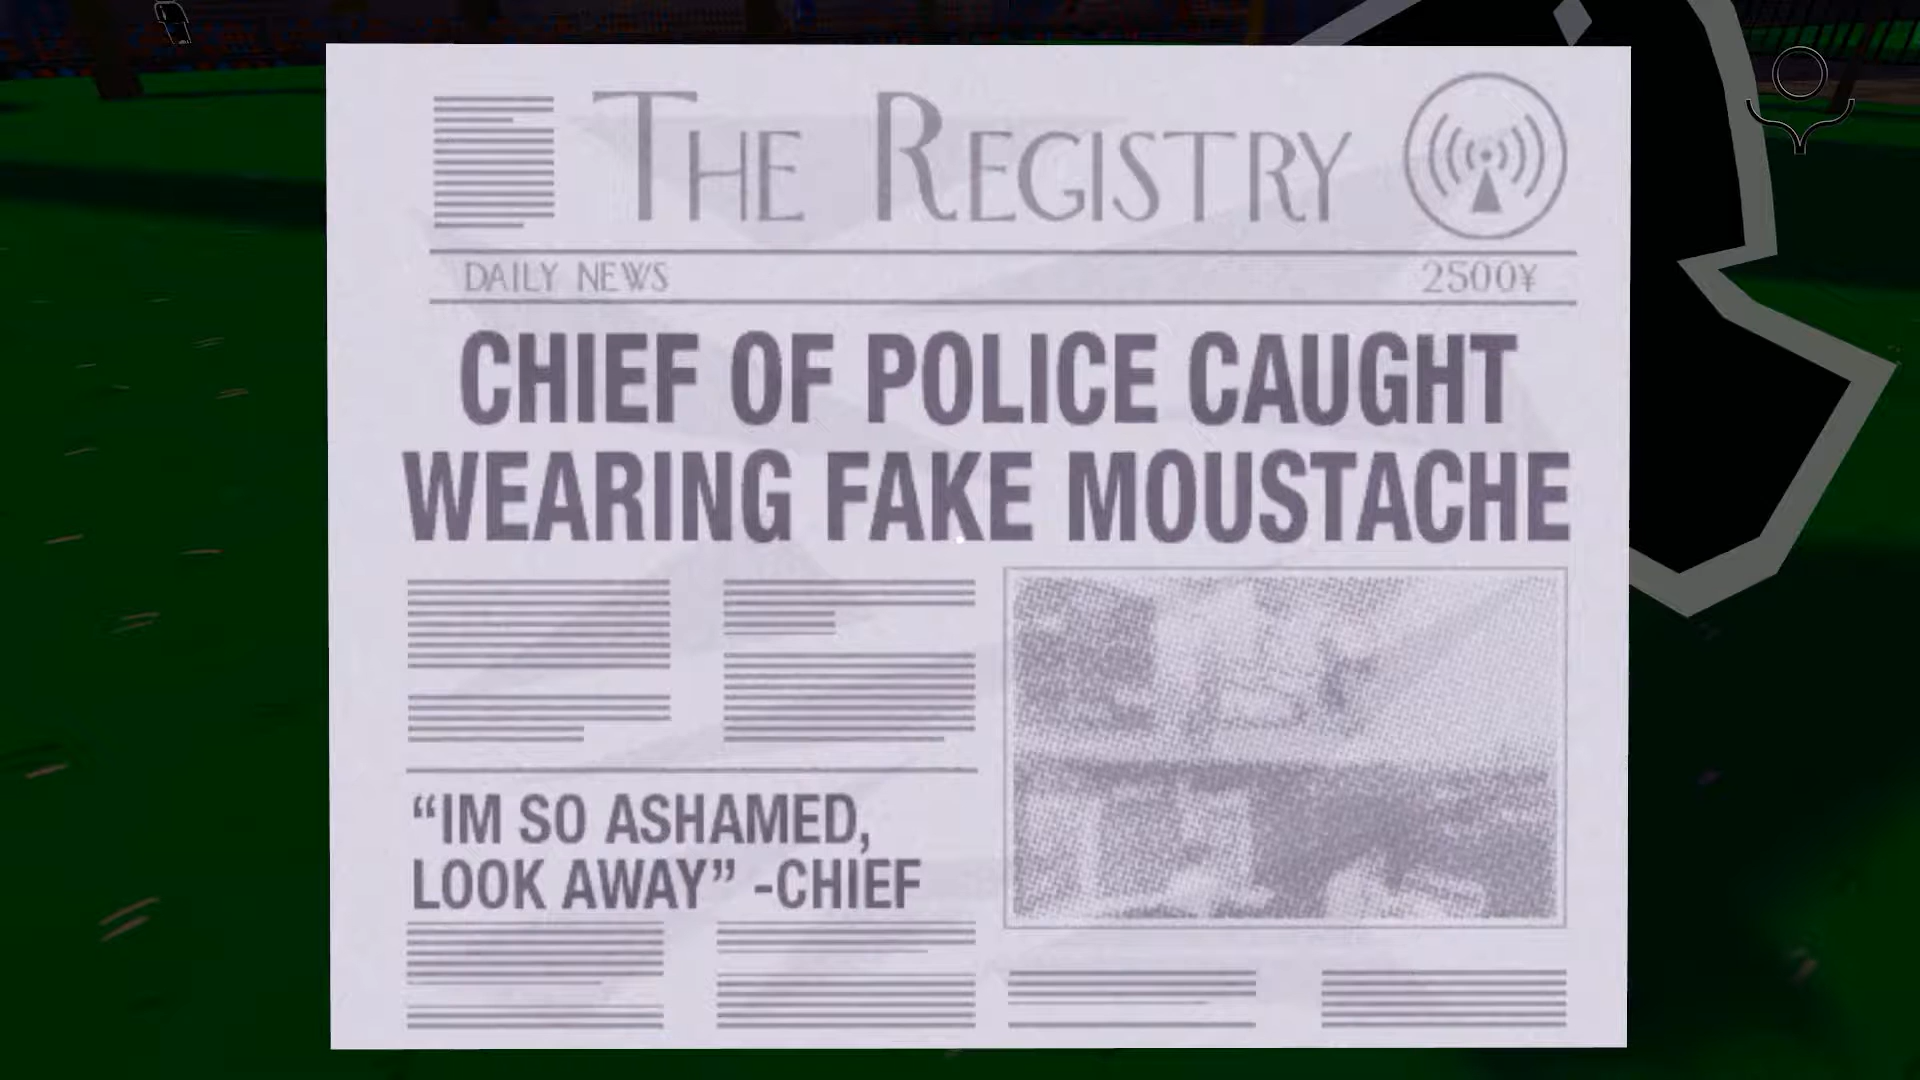 THE REGISTRY
DAILY NEWS
2500¥
CHIEF OF POLICE CAUGHT
WEARING FAKE MOUSTACHE
“IM SO ASHAMED,
LOOK AWAY” -CHIEF